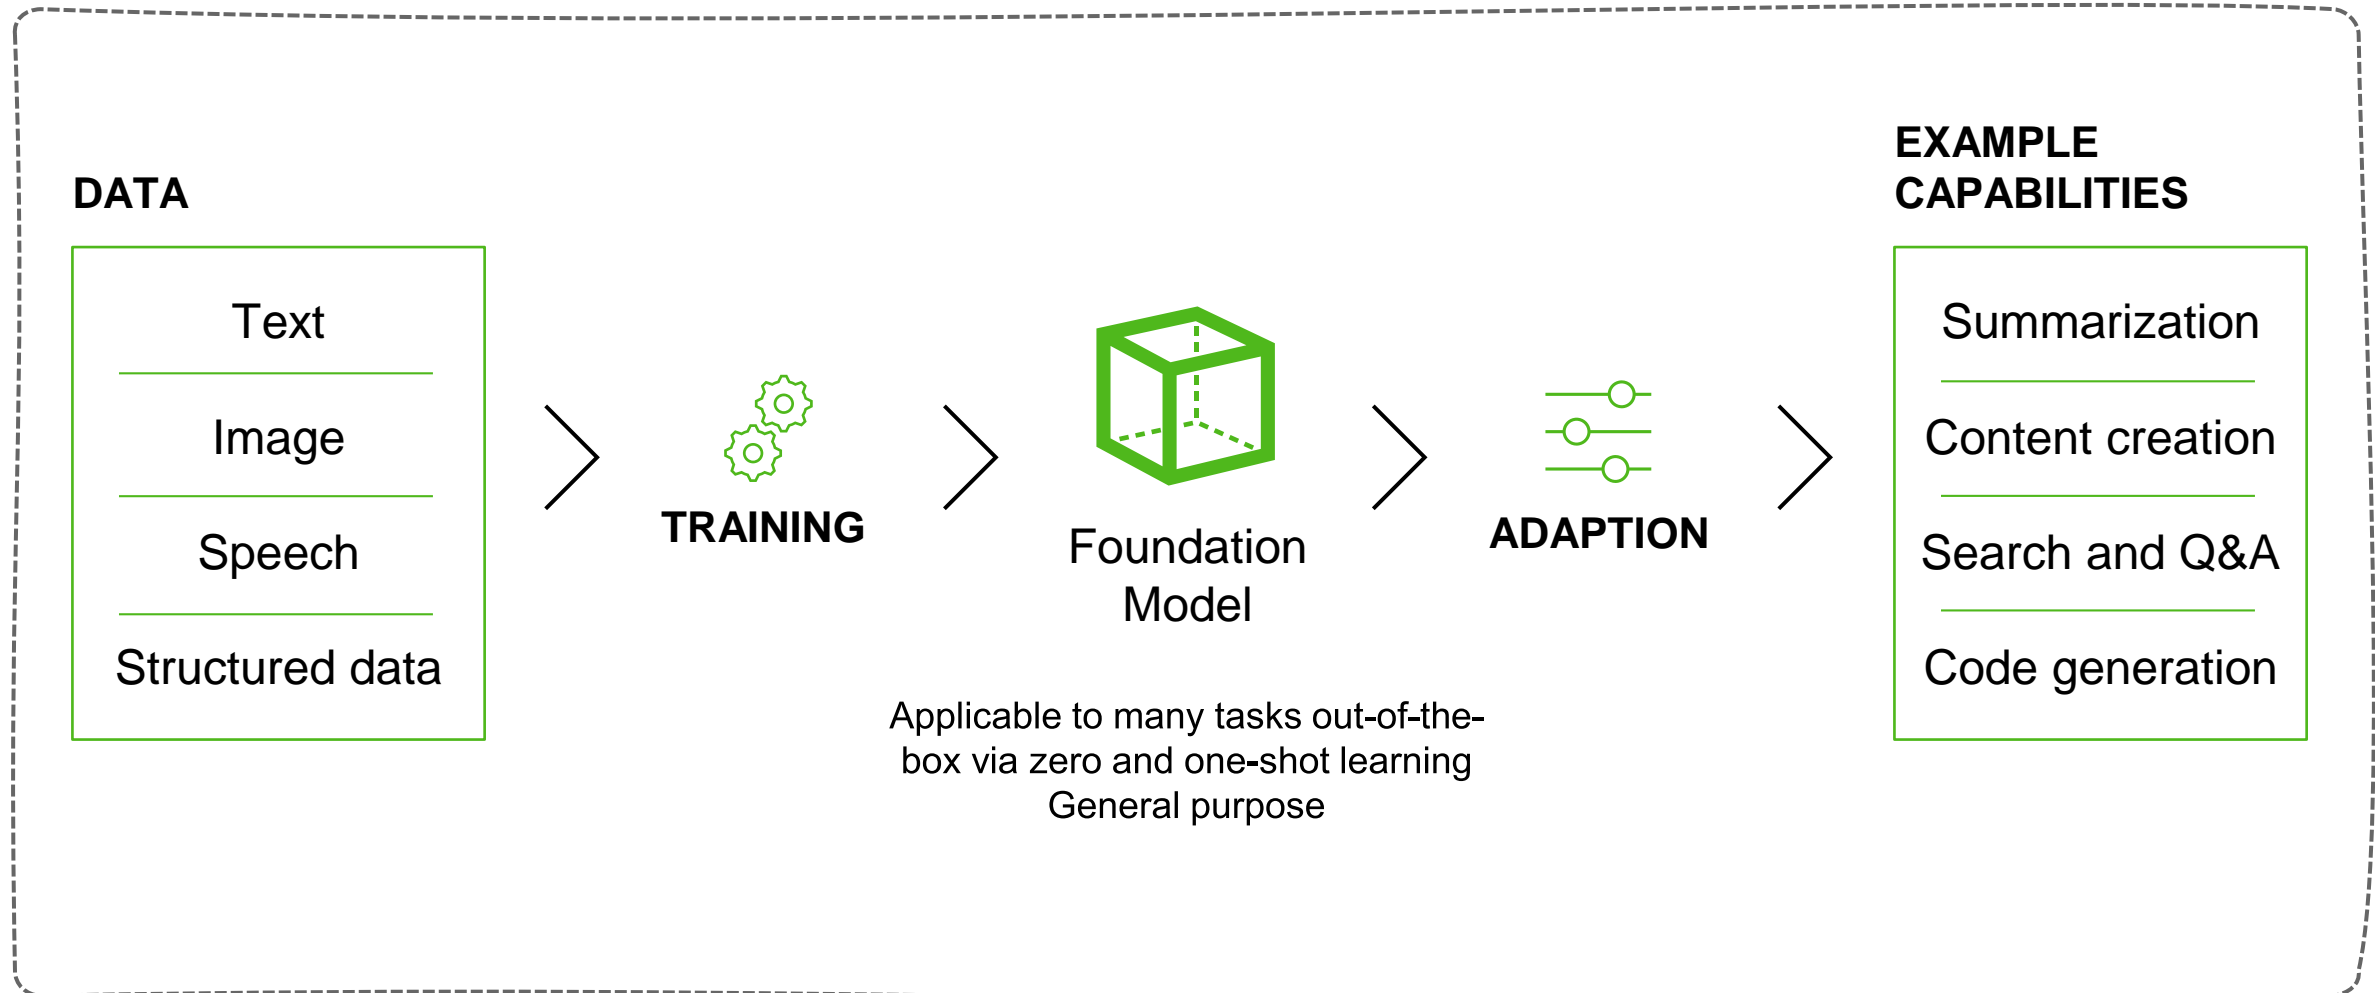 DATA
Text
Image
Speech
Structured data
TRAINING
Foundation
Model
Applicable to many tasks out-of-the-
box via zero and one-shot learning
General purpose
ADAPTION
EXAMPLE
CAPABILITIES
Summarization
Content creation
Search and Q&A
Code generation